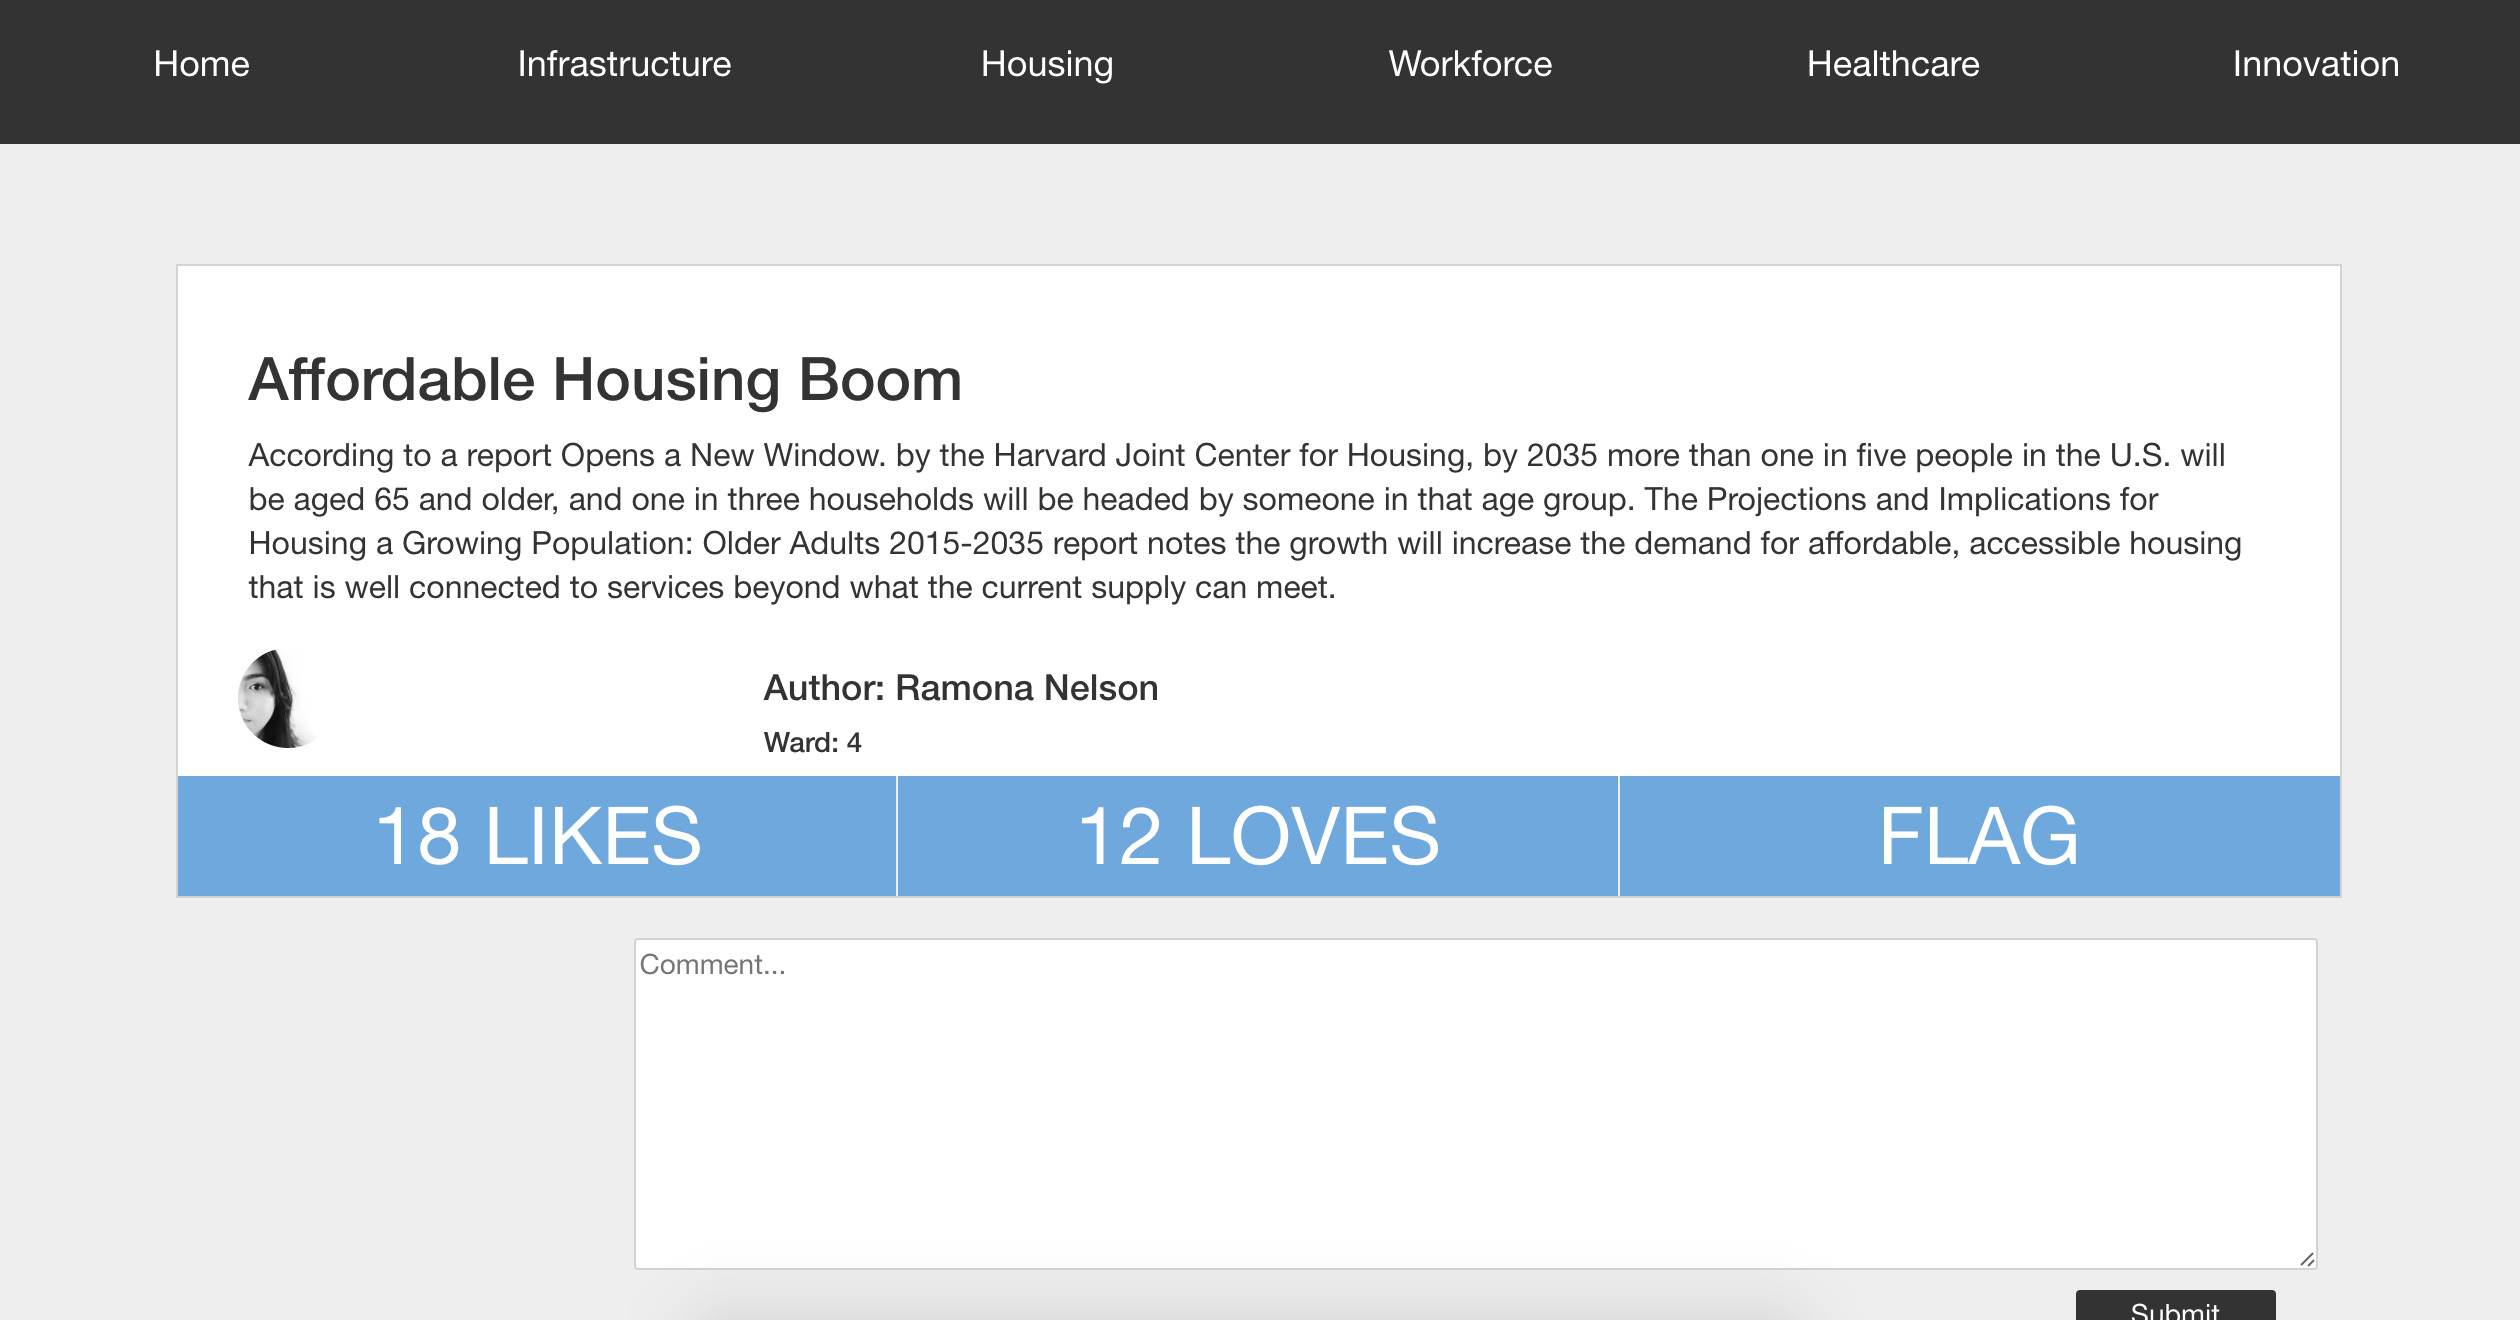 Home Infrastructure Housing Workforce Healthcare Innovation
Affordable Housing Boom
According to a report Opens a New Window. by the Harvard Joint Center for Housing, by 2035 more than one in five people in the U.S. will
be aged 65 and older, and one in three households will be headed by someone in that age group. The Projections and Implications for
Housing a Growing Population: Older Adults 2015-2035 report notes the growth will increase the demand for affordable, accessible housing
that is well connected to services beyond what the current supply can meet.
Author: Ramona Nelson
Ward: 4
18 LIKES 12 LOVES FLAG
Comment...
Submit